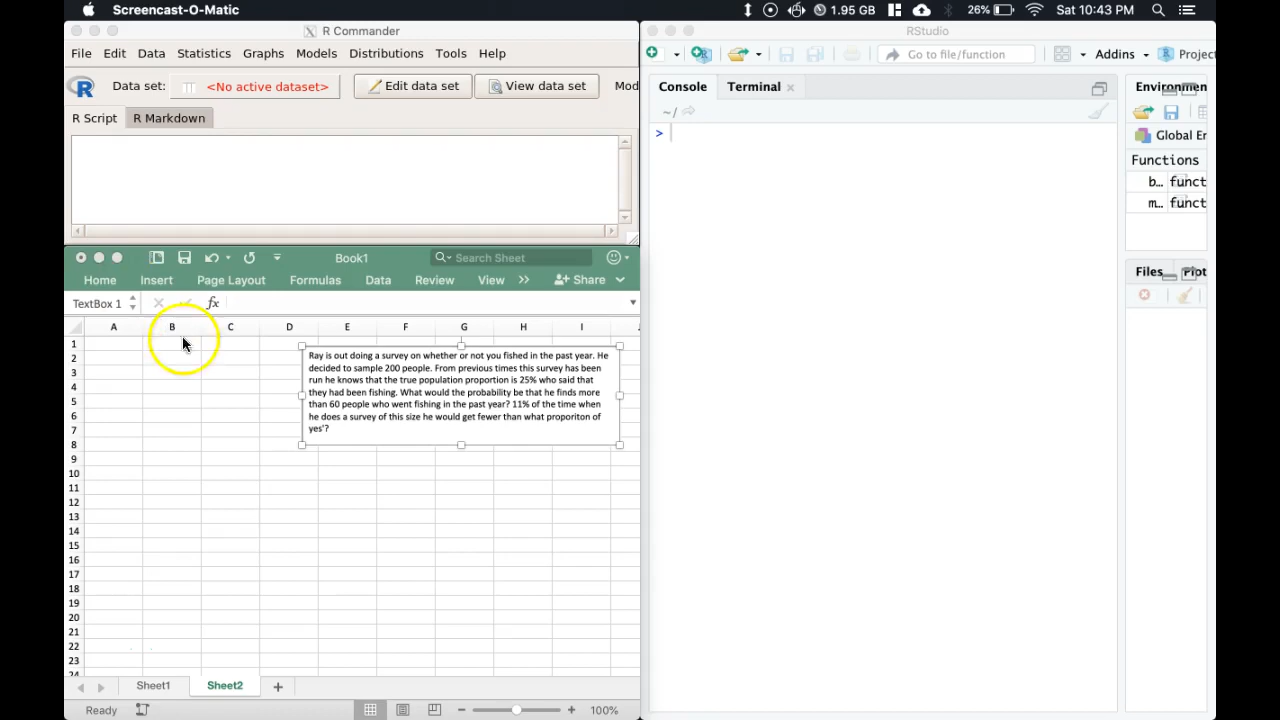 Screencast-O-Matic
1.95 GB
26%
Sat 10:43 PM
R Commander
RStudio
File Edit Data Statistics Graphs Models Distributions Tools Help
Go to file/function
Addins
Project
Data set: <No active dataset> Edit data set View data set Mod
Console Terminal
Environmen
~/
R Script R Markdown
>
Global En
Functions
b… funct
m… funct
Book1
Search Sheet
Home Insert Page Layout Formulas Data Review View >> Share
Files Plot
TextBox 1
fx
A B C D E F G H I J
1
2
3
4
5
6
7
8
9
10
11
12
13
14
15
16
17
18
19
20
21
22
23
24
Ray is out doing a survey on whether or not you fished in the past year. He
decided to sample 200 people. From previous times this survey has been
run he knows that the true population proportion is 25% who said that
they had been fishing. What would the probability be that he finds more
than 60 people who went fishing in the past year? 11% of the time when
he does a survey of this size he would get fewer than what proporiton of
yes'?
Sheet1 Sheet2 +
Ready
100%